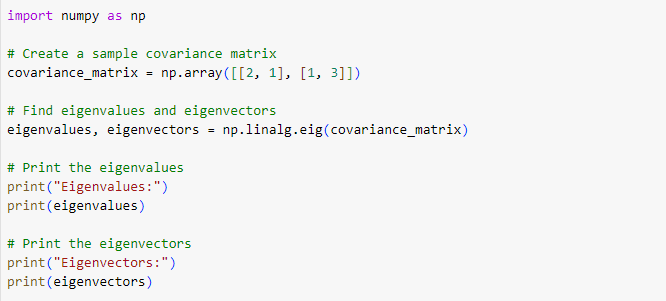 import numpy as np
# Create a sample covariance matrix
covariance_matrix = np.array([[2, 1], [1, 3]])
# Find eigenvalues and eigenvectors
eigenvalues, eigenvectors = np.linalg.eig(covariance_matrix)
# Print the eigenvalues
print("Eigenvalues:")
print(eigenvalues)
# Print the eigenvectors
print("Eigenvectors:")
print(eigenvectors)